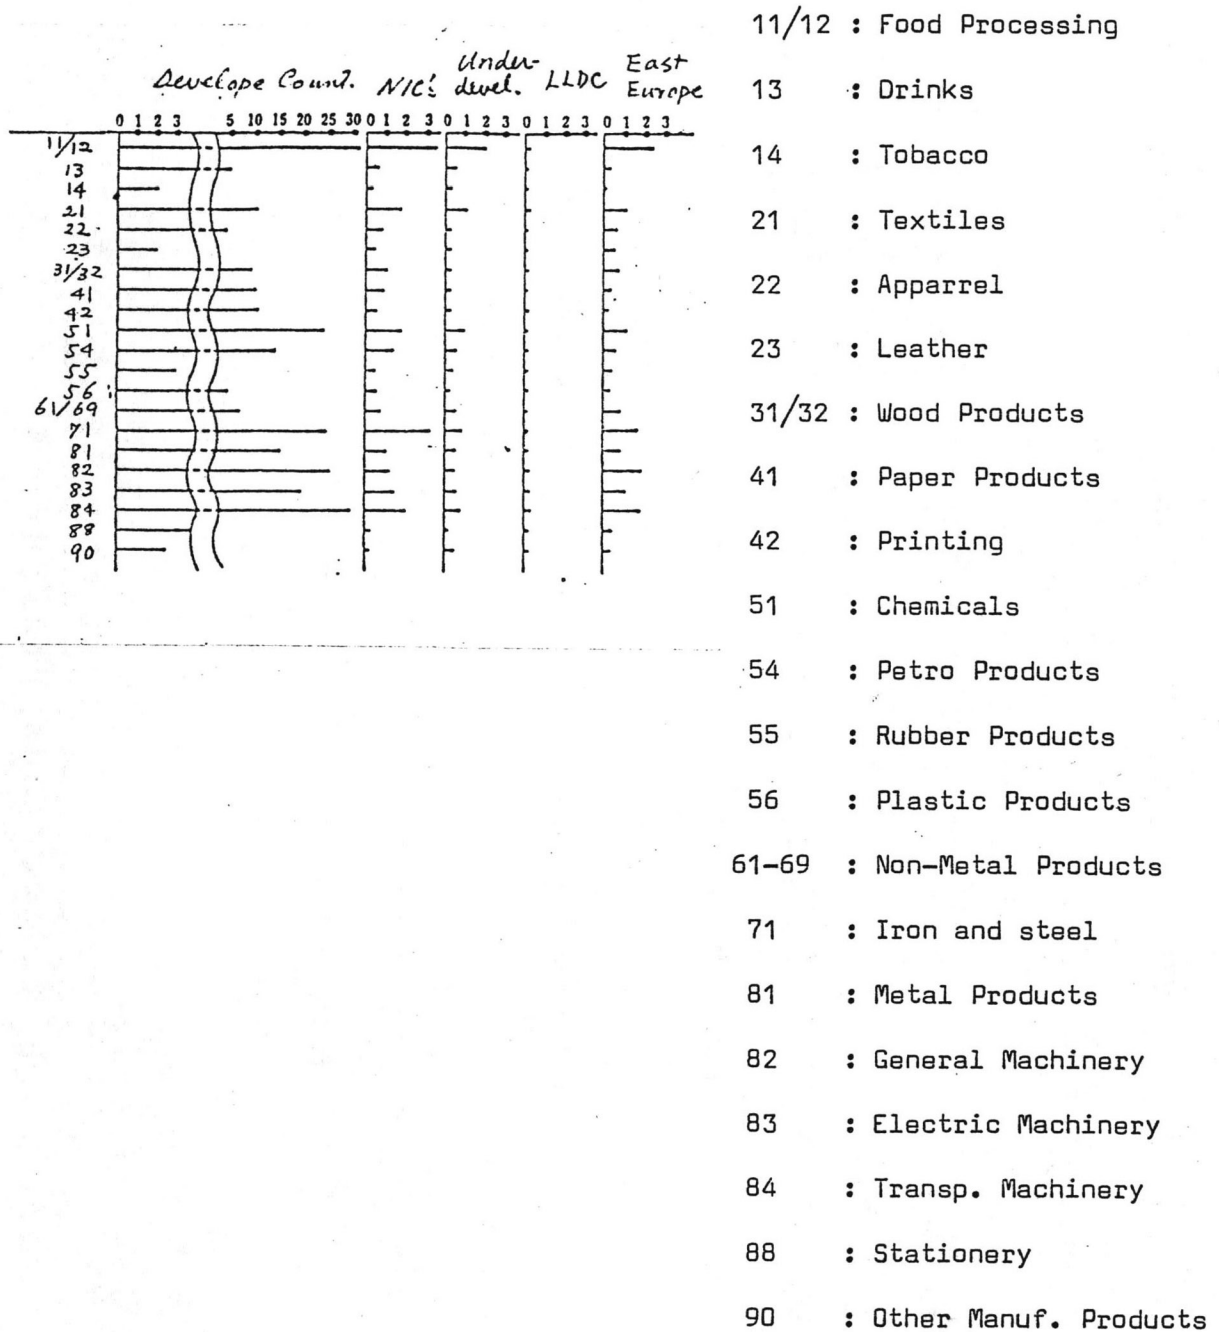 Develope Count. NIC's Under-devel. LLDC East Europe
0 1 2 3 5 10 15 20 25 30 0 1 2 3 0 1 2 3 0 1 2 3 0 1 2 3
11/12
13
14
21
22
23
31/32
41
42
51
54
55
56
61/69
71
81
82
83
84
88
90
11/12 : Food Processing
13 : Drinks
14 : Tobacco
21 : Textiles
22 : Apparrel
23 : Leather
31/32 : Wood Products
41 : Paper Products
42 : Printing
51 : Chemicals
54 : Petro Products
55 : Rubber Products
56 : Plastic Products
61-69 : Non-Metal Products
71 : Iron and steel
81 : Metal Products
82 : General Machinery
83 : Electric Machinery
84 : Transp. Machinery
88 : Stationery
90 : Other Manuf. Products